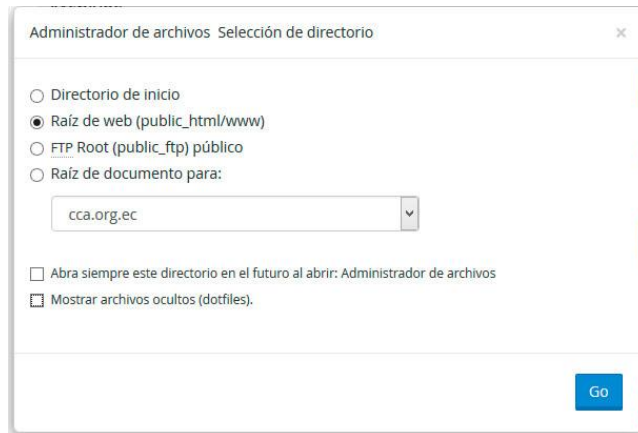 Administrador de archivos Selección de directorio ×
Directorio de inicio
Raíz de web (public_html/www)
FTP Root (public_ftp) público
Raíz de documento para:
cca.org.ec
Abra siempre este directorio en el futuro al abrir: Administrador de archivos
Mostrar archivos ocultos (dotfiles).
Go